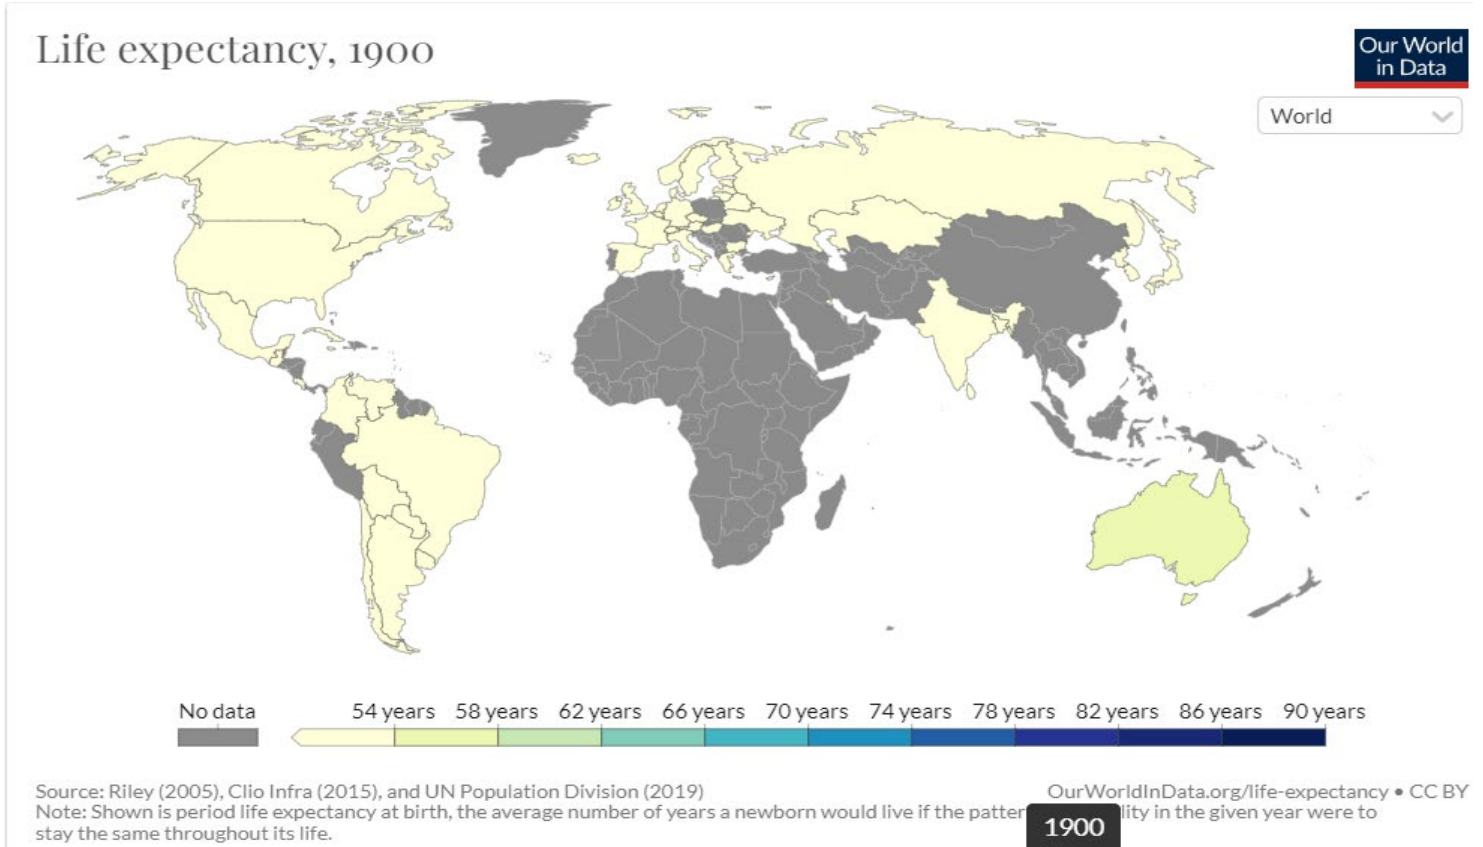 Life expectancy, 1900
Our World
in Data
World
No data
54 years 58 years 62 years 66 years 70 years 74 years 78 years 82 years 86 years 90 years
Source: Riley (2005), Clio Infra (2015), and UN Population Division (2019)
OurWorldInData.org/life-expectancy • CC BY
Note: Shown is period life expectancy at birth, the average number of years a newborn would live if the patter lity in the given year were to
stay the same throughout its life.
1900